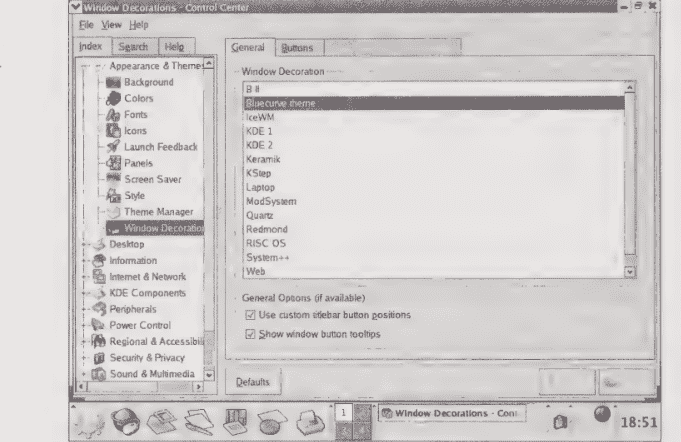 Window Decorations - Control Center
File View Help
Index Search Help
General Buttons
Appearance & Themes
Background
Colors
Fonts
Icons
Launch Feedback
Panels
Screen Saver
Style
Theme Manager
Window Decoration
Desktop
Information
Internet & Network
KDE Components
Peripherals
Power Control
Regional & Accessibili
Security & Privacy
Sound & Multimedia
Window Decoration
B II
Bluecurve theme
IceWM
KDE 1
KDE 2
Keramik
KStep
Laptop
ModSystem
Quartz
Redmond
RISC OS
System++
Web
General Options (if available)
Use custom titlebar button positions
Show window button tooltips
Defaults
1
Window Decorations - Con
18:51